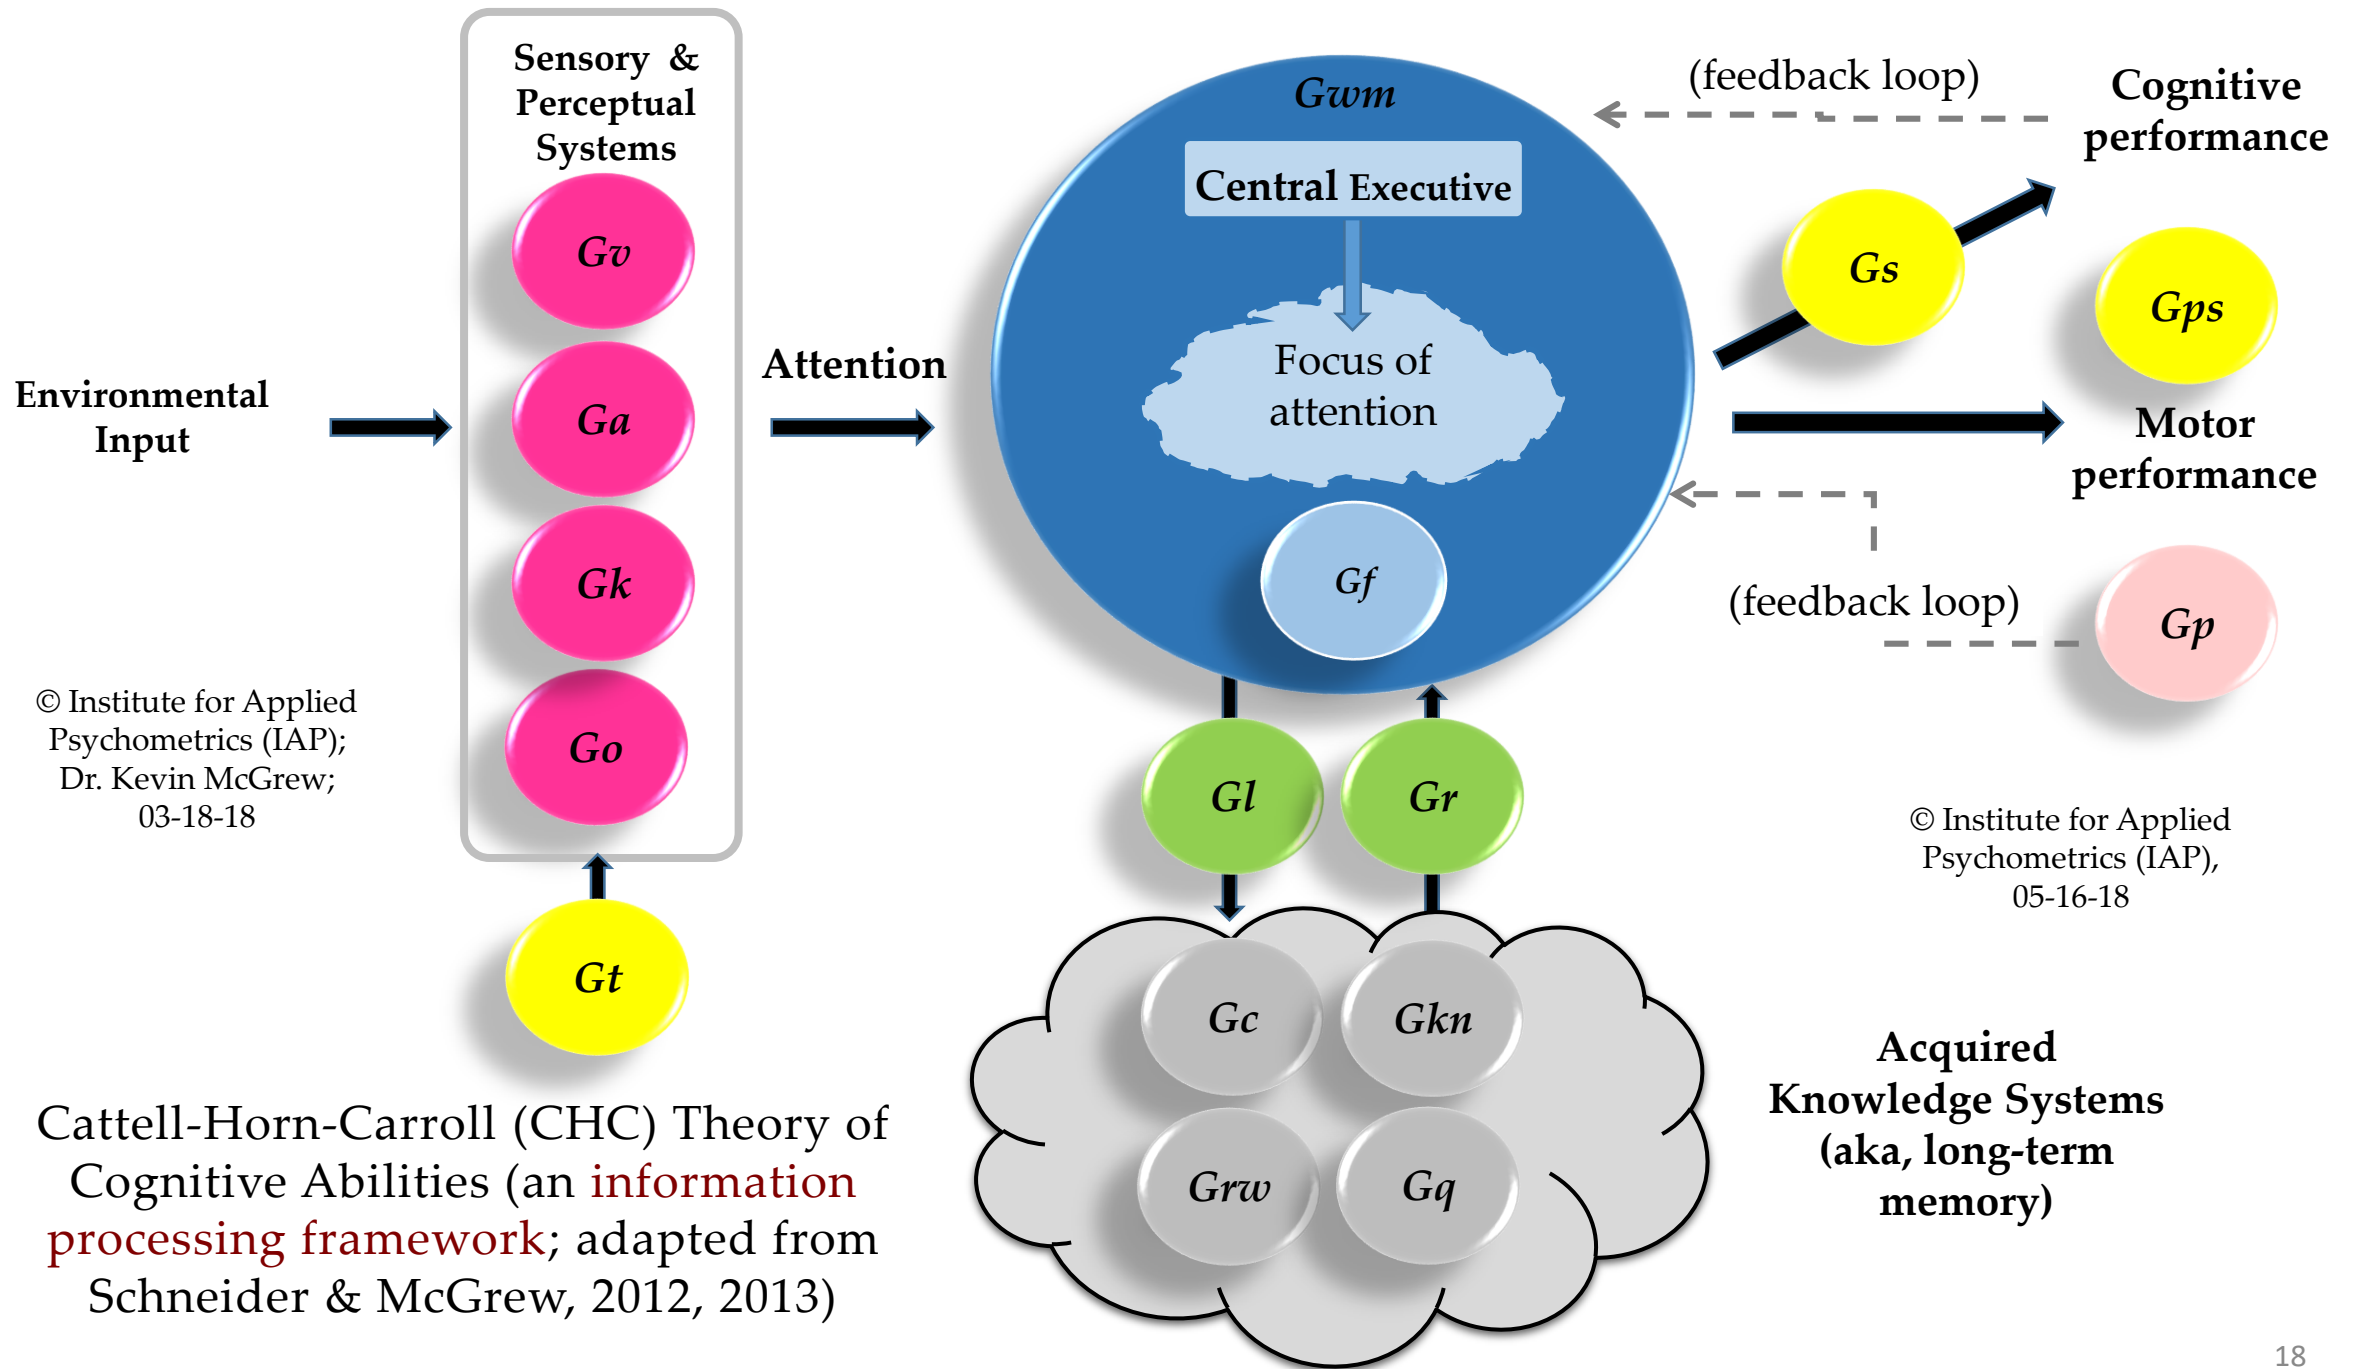 Sensory & 
Perceptual
Systems
Gv
Ga
Gk
Go
Gt
Environmental
Input
Attention
Gwm
Central Executive
Focus of
attention
Gf
(feedback loop)
Cognitive
performance
Gs
Gps
Motor
performance
(feedback loop)
Gp
Gl
Gr
Gc
Gkn
Grw
Gq
Acquired
Knowledge Systems
(aka, long-term
memory)
© Institute for Applied
Psychometrics (IAP);
Dr. Kevin McGrew;
03-18-18
© Institute for Applied
Psychometrics (IAP),
05-16-18
Cattell-Horn-Carroll (CHC) Theory of
Cognitive Abilities (an information
processing framework; adapted from
Schneider & McGrew, 2012, 2013)
18